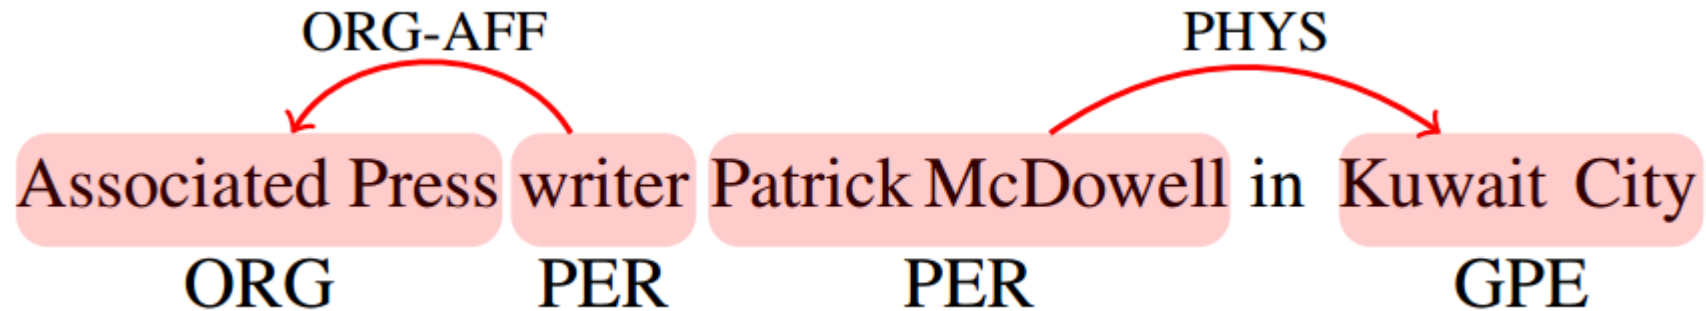 ORG-AFF PHYS
Associated Press writer Patrick McDowell in Kuwait City
ORG PER PER GPE